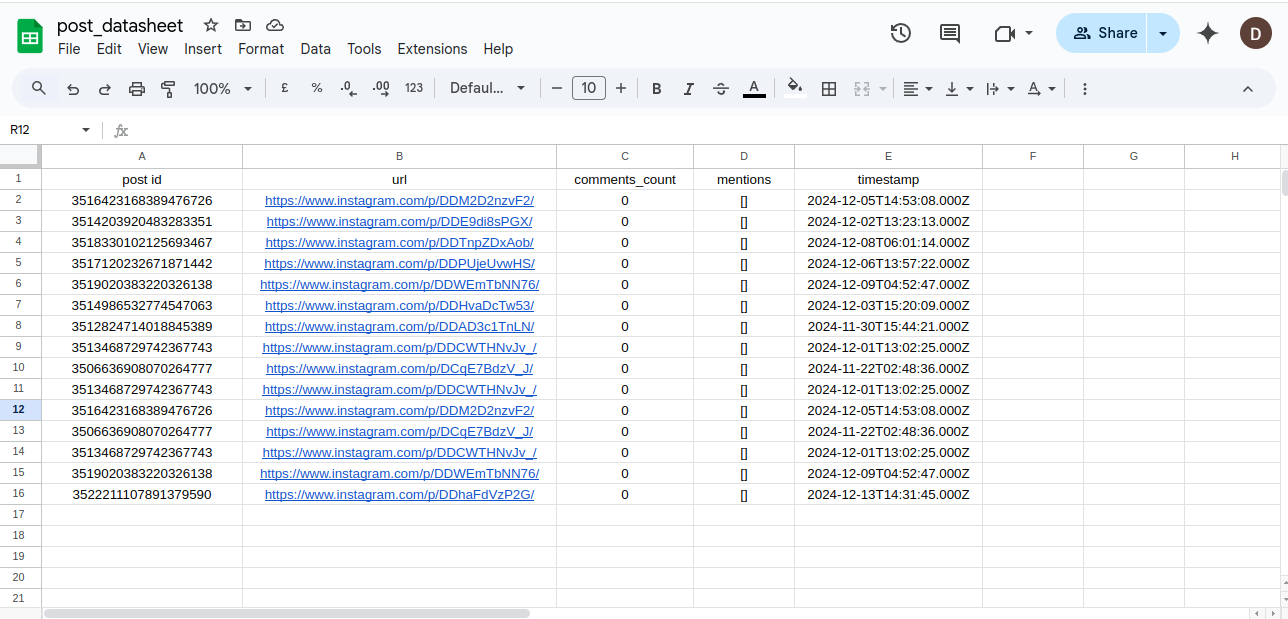 post_datasheet
File Edit View Insert Format Data Tools Extensions Help
Share
D
100% £ % .0 .00 123 Defaul... 10 B I A A
R12 fx
A B C D E F G H
1 post id url comments_count mentions timestamp
2 3516423168389476726 https://www.instagram.com/p/DDM2D2nzvF2/ 0 [] 2024-12-05T14:53:08.000Z
3 3514203920483283351 https://www.instagram.com/p/DDE9di8sPGX/ 0 [] 2024-12-02T13:23:13.000Z
4 3518330102125693467 https://www.instagram.com/p/DDTnpZDxAob/ 0 [] 2024-12-08T06:01:14.000Z
5 3517120232671871442 https://www.instagram.com/p/DDPUjeUvwHS/ 0 [] 2024-12-06T13:57:22.000Z
6 3519020383220326138 https://www.instagram.com/p/DDWEmTbNN76/ 0 [] 2024-12-09T04:52:47.000Z
7 3514986532774547063 https://www.instagram.com/p/DDHvaDcTw53/ 0 [] 2024-12-03T15:20:09.000Z
8 3512824714018845389 https://www.instagram.com/p/DDAD3c1TnLN/ 0 [] 2024-11-30T15:44:21.000Z
9 3513468729742367743 https://www.instagram.com/p/DDCWTHNvJv_/ 0 [] 2024-12-01T13:02:25.000Z
10 3506636908070264777 https://www.instagram.com/p/DCqE7BdzV_J/ 0 [] 2024-11-22T02:48:36.000Z
11 3513468729742367743 https://www.instagram.com/p/DDCWTHNvJv_/ 0 [] 2024-12-01T13:02:25.000Z
12 3516423168389476726 https://www.instagram.com/p/DDM2D2nzvF2/ 0 [] 2024-12-05T14:53:08.000Z
13 3506636908070264777 https://www.instagram.com/p/DCqE7BdzV_J/ 0 [] 2024-11-22T02:48:36.000Z
14 3513468729742367743 https://www.instagram.com/p/DDCWTHNvJv_/ 0 [] 2024-12-01T13:02:25.000Z
15 3519020383220326138 https://www.instagram.com/p/DDWEmTbNN76/ 0 [] 2024-12-09T04:52:47.000Z
16 3522211107891379590 https://www.instagram.com/p/DDhaFdVzP2G/ 0 [] 2024-12-13T14:31:45.000Z
17
18
19
20
21